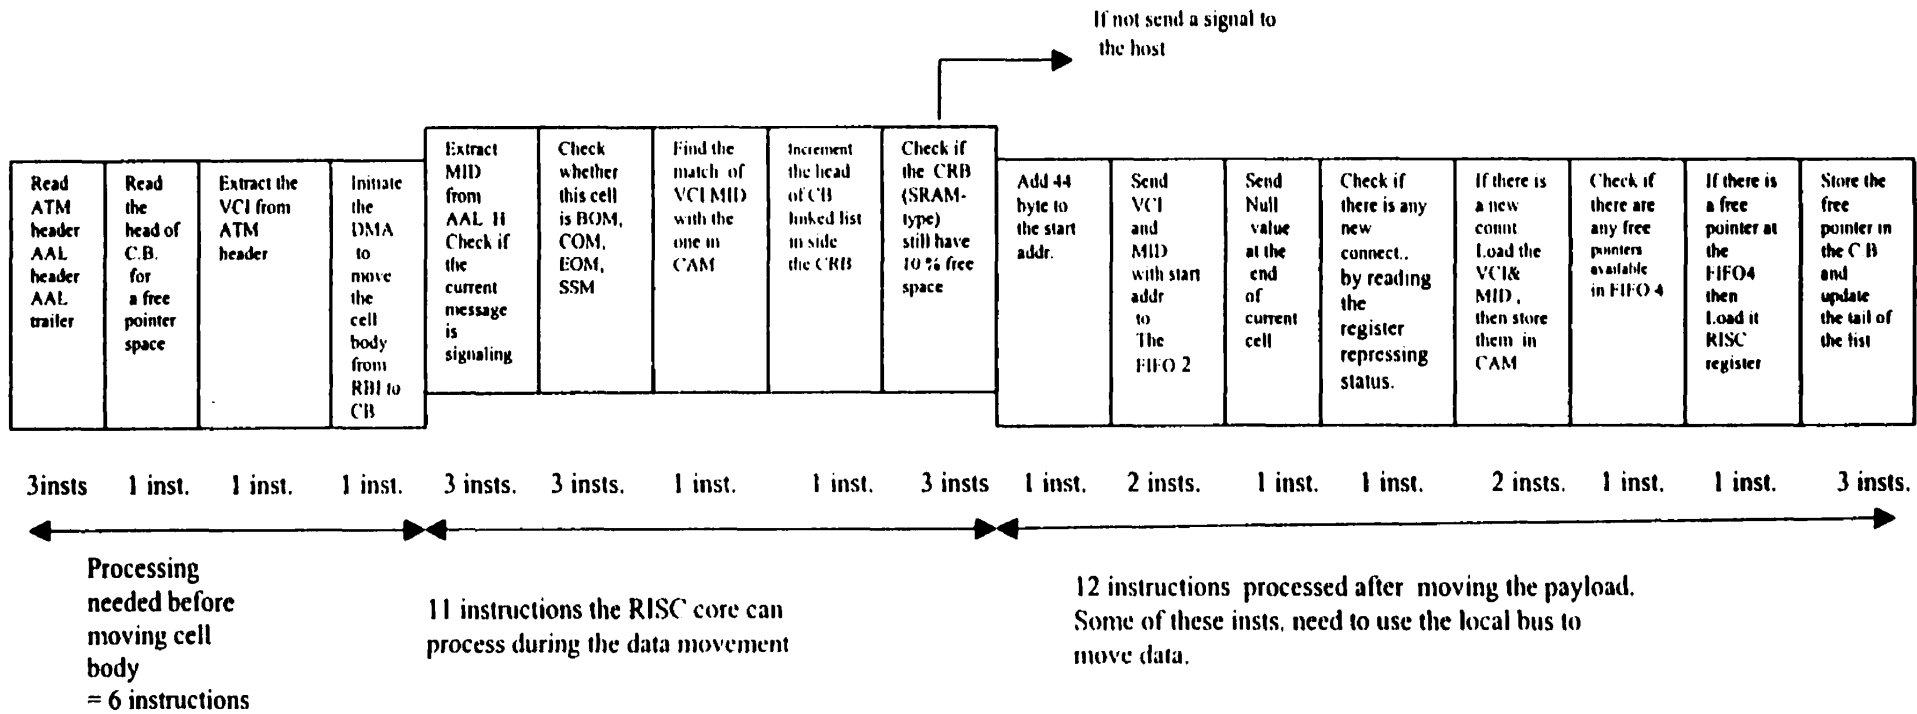 If not send a signal to
the host
Read
ATM
header
AAL
header
AAL
trailer
Read
the
head of
C.B.
for
a free
pointer
space
Extract the
VCI from
ATM
header
Initiate
the
DMA
to
move
the
cell
body
from
RBI to
CB
Extract
MID
from
AAL H
Check if
the
current
message
is
signaling
Check
whether
this cell
is BOM,
COM,
EOM,
SSM
Find the
match of
VCI MID
with the
one in
CAM
Increment
the head
of CB
linked list
in side
the CRB
Check if
the CRB
(SRAM-
type)
still have
10 % free
space
Add 44
byte to
the start
addr.
Send
VCI
and
MID
with start
addr
to
The
FIFO 2
Send
Null
value
at the
end
of
current
cell
Check if
there is any
new
connect..
by reading
the
register
repressing
status.
If there is
a new
connt
Load the
VCI&
MID ,
then store
them in
CAM
Check if
there are
any free
pointers
available
in FIFO 4
If there is
a free
pointer at
the
FIFO4
then
Load it
RISC
register
Store the
free
pointer in
the C B
and
update
the tail of
the list
3insts 1 inst. 1 inst. 1 inst. 3 insts. 3 insts. 1 inst. 1 inst. 3 insts 1 inst. 2 insts. 1 inst. 1 inst. 2 insts. 1 inst. 1 inst. 3 insts.
Processing
needed before
moving cell
body
= 6 instructions
11 instructions the RISC core can
process during the data movement
12 instructions processed after moving the payload.
Some of these insts. need to use the local bus to
move data.